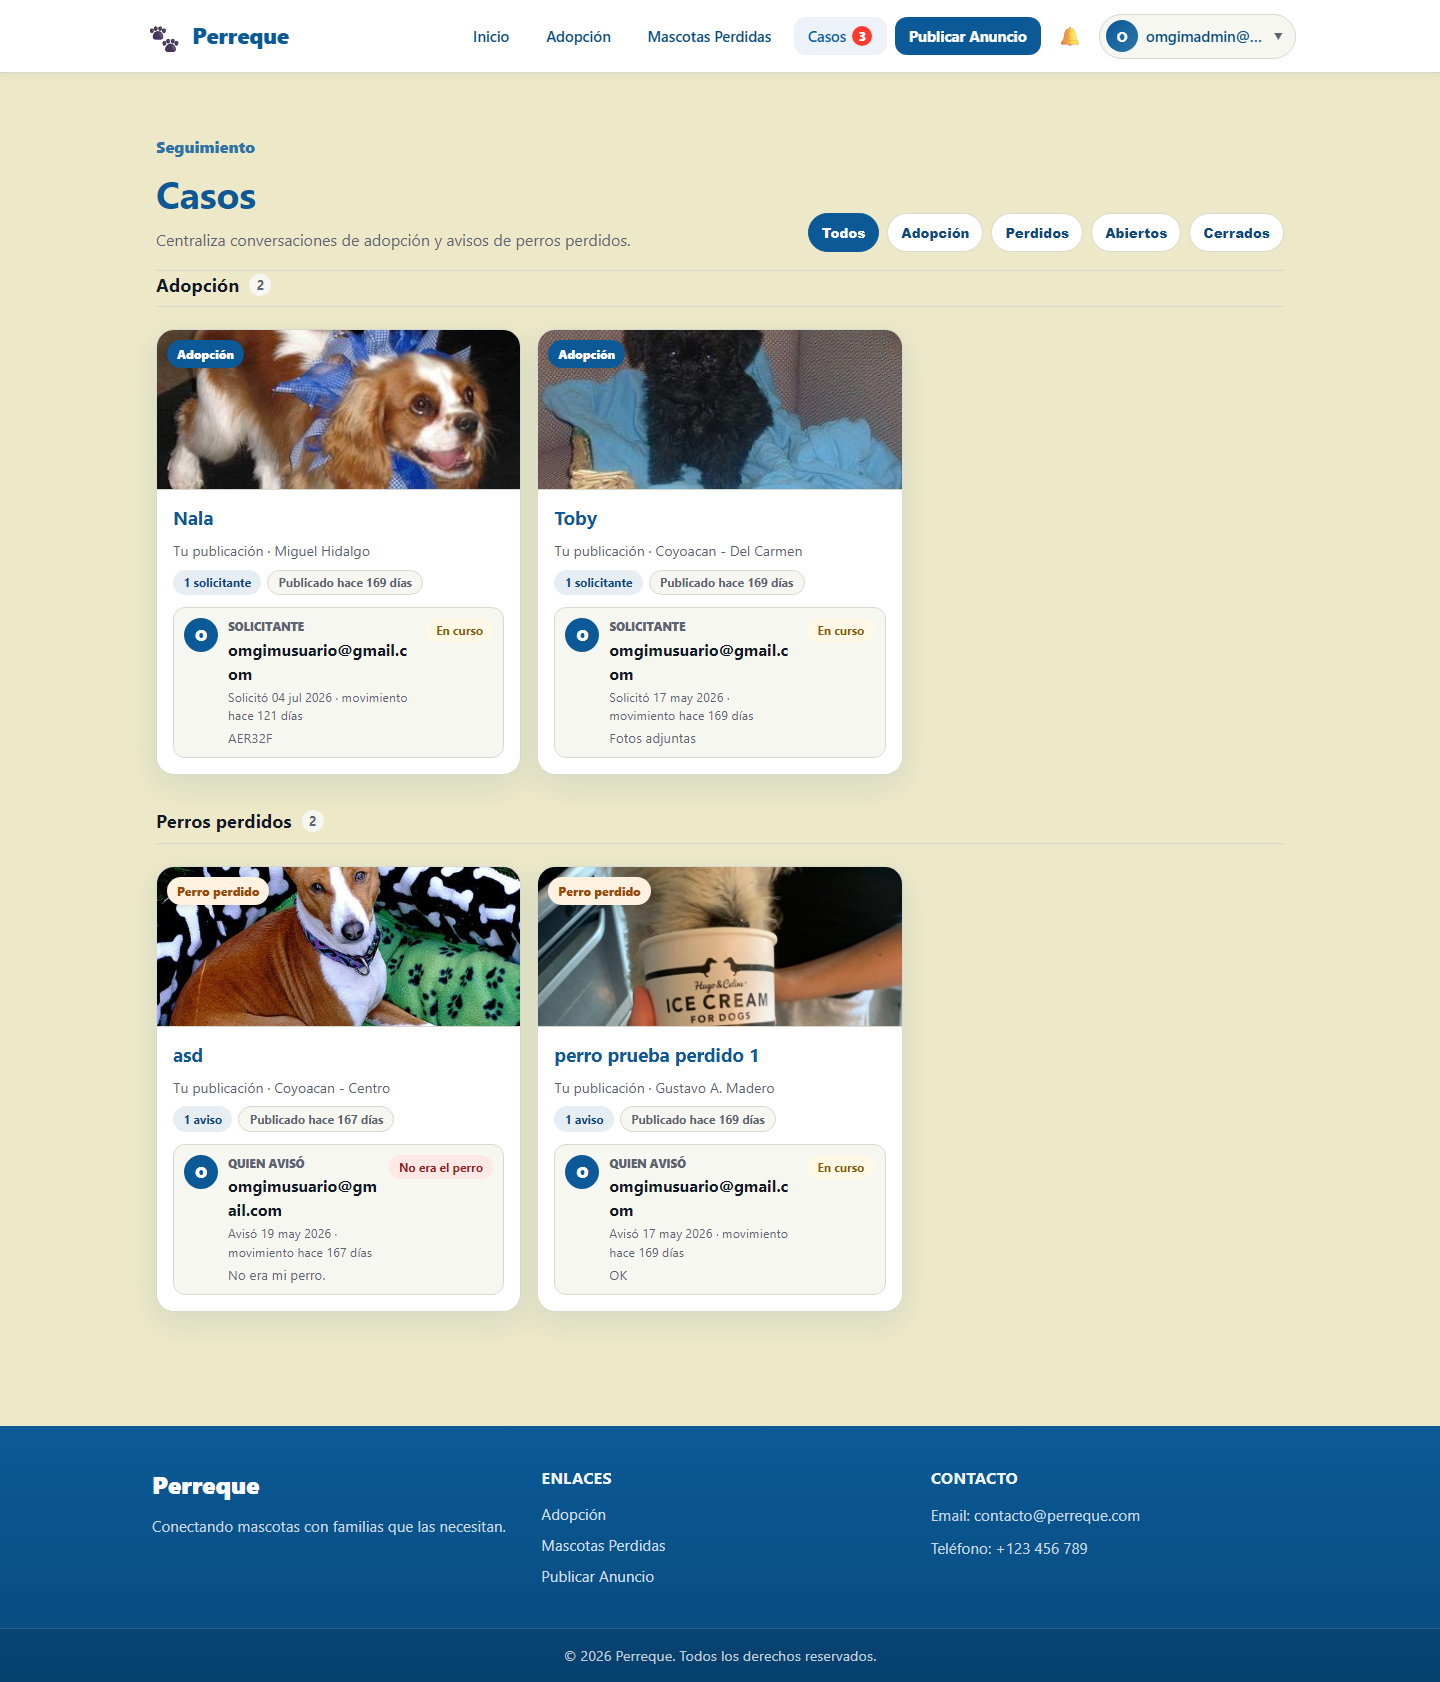 Perreque
Inicio
Adopción
Mascotas Perdidas
Casos 3
Publicar Anuncio
O
omgimadmin@...
Seguimiento
Casos
Centraliza conversaciones de adopción y avisos de perros perdidos.
Todos
Adopción
Perdidos
Abiertos
Cerrados
Adopción 2
Adopción
Nala
Tu publicación · Miguel Hidalgo
1 solicitante
Publicado hace 169 días
O
SOLICITANTE
En curso
omgimusuario@gmail.c
om
Solicitó 04 jul 2026 · movimiento
hace 121 días
AER32F
Adopción
Toby
Tu publicación · Coyoacan - Del Carmen
1 solicitante
Publicado hace 169 días
O
SOLICITANTE
En curso
omgimusuario@gmail.c
om
Solicitó 17 may 2026 ·
movimiento hace 169 días
Fotos adjuntas
Perros perdidos 2
Perro perdido
asd
Tu publicación · Coyoacan - Centro
1 aviso
Publicado hace 167 días
O
QUIEN AVISÓ
No era el perro
omgimusuario@gm
ail.com
Avisó 19 may 2026 ·
movimiento hace 167 días
No era mi perro.
Perro perdido
Hugo & Celine
ICE CREAM
FOR DOGS
perro prueba perdido 1
Tu publicación · Gustavo A. Madero
1 aviso
Publicado hace 169 días
O
QUIEN AVISÓ
En curso
omgimusuario@gmail.c
om
Avisó 17 may 2026 · movimiento
hace 169 días
OK
Perreque
Conectando mascotas con familias que las necesitan.
ENLACES
Adopción
Mascotas Perdidas
Publicar Anuncio
CONTACTO
Email: contacto@perreque.com
Teléfono: +123 456 789
© 2026 Perreque. Todos los derechos reservados.